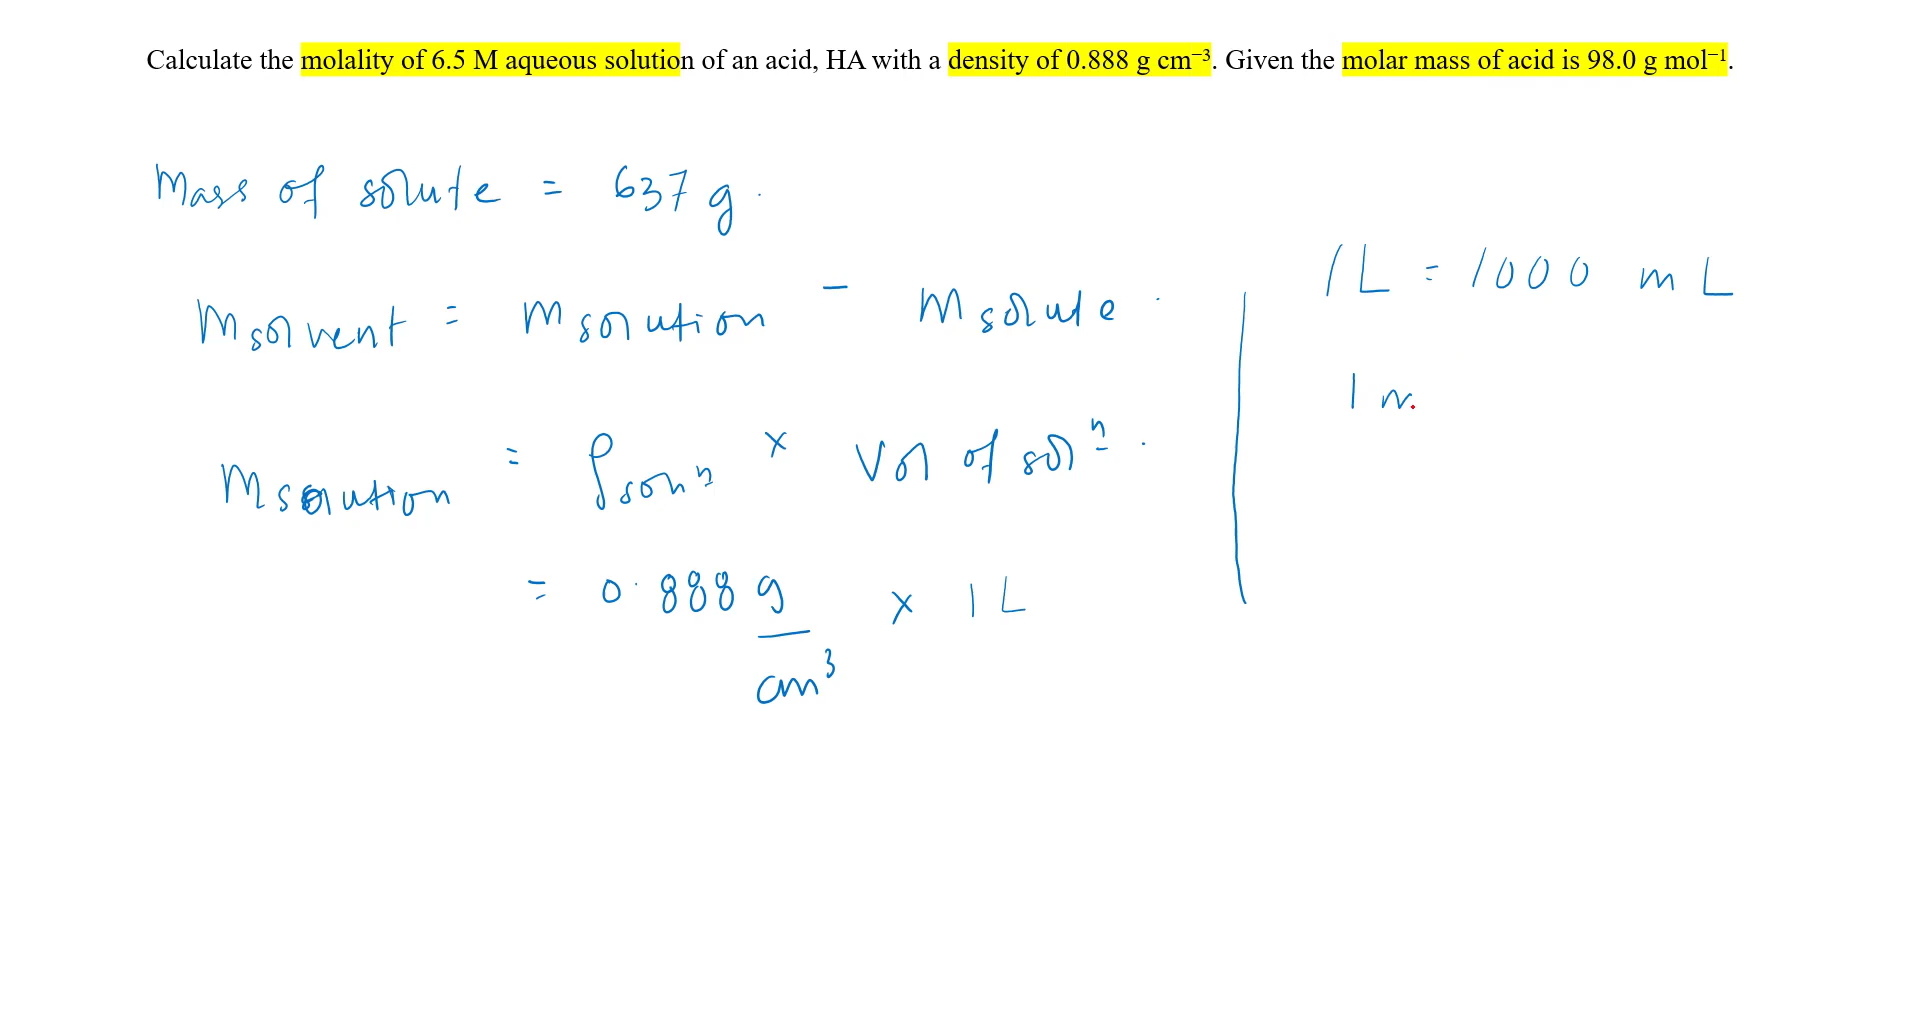 Calculate the molality of 6.5 M aqueous solution of an acid, HA with a density of 0.888 g cm⁻³. Given the molar mass of acid is 98.0 g mol⁻¹.
Mass of solute = 637 g.
Msolvent = Msolution − Msolute.
Msolution = ρsolⁿ × Vol of solⁿ.
= 0.888 g/cm³ × 1L
1L = 1000 mL
1 m